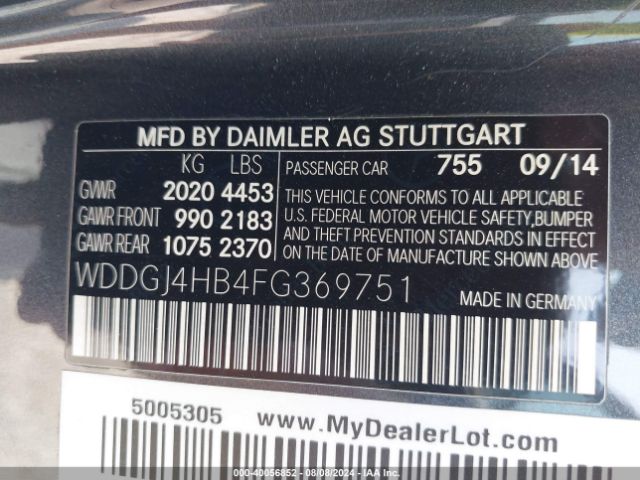 MFD BY DAIMLER AG STUTTGART
KG LBS PASSENGER CAR 755 09/14
GVWR 2020 4453 THIS VEHICLE CONFORMS TO ALL APPLICABLE
GAWR FRONT 990 2183 U.S. FEDERAL MOTOR VEHICLE SAFETY, BUMPER
GAWR REAR 1075 2370 AND THEFT PREVENTION STANDARDS IN EFFECT
ON THE DATE OF MANUFACTURE SHOWN ABOVE.
WDDGJ4HB4FG369751 MADE IN GERMANY
5005305 www.MyDealerLot.com
000-40056852 - 08/08/2024 - IAA Inc.